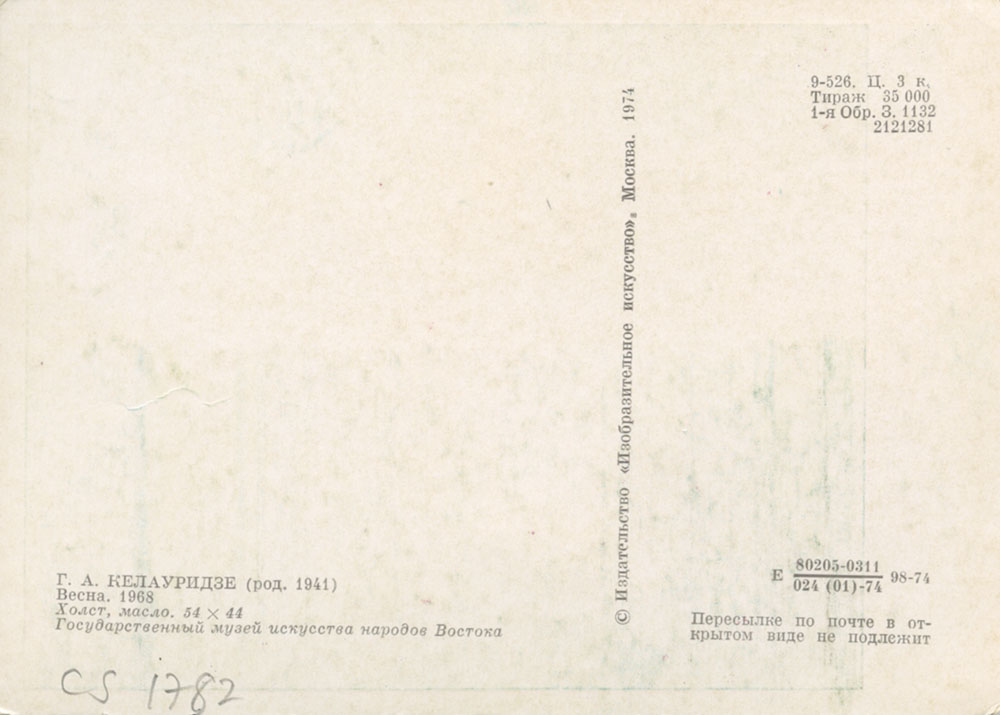 9-526. Ц. 3 к.
Тираж 35 000
1-я Обр. З. 1132
2121281
© Издательство «Изобразительное искусство». Москва. 1974
Г. А. КЕЛАУРИДЗЕ (род. 1941)
Весна. 1968
Холст, масло. 54 × 44
Государственный музей искусства народов Востока
Е 80205-0311 98-74
024 (01)-74
Пересылке по почте в от-
крытом виде не подлежит
CS 1782